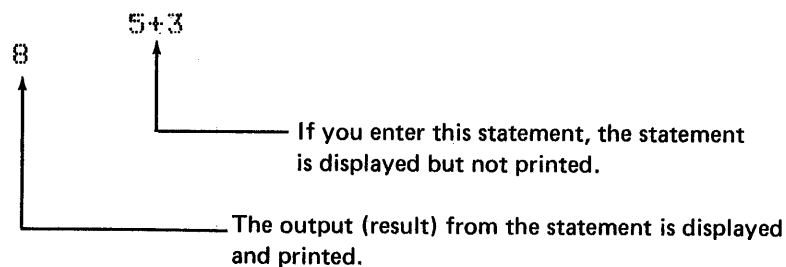 5+3
8
If you enter this statement, the statement
is displayed but not printed.
The output (result) from the statement is displayed
and printed.